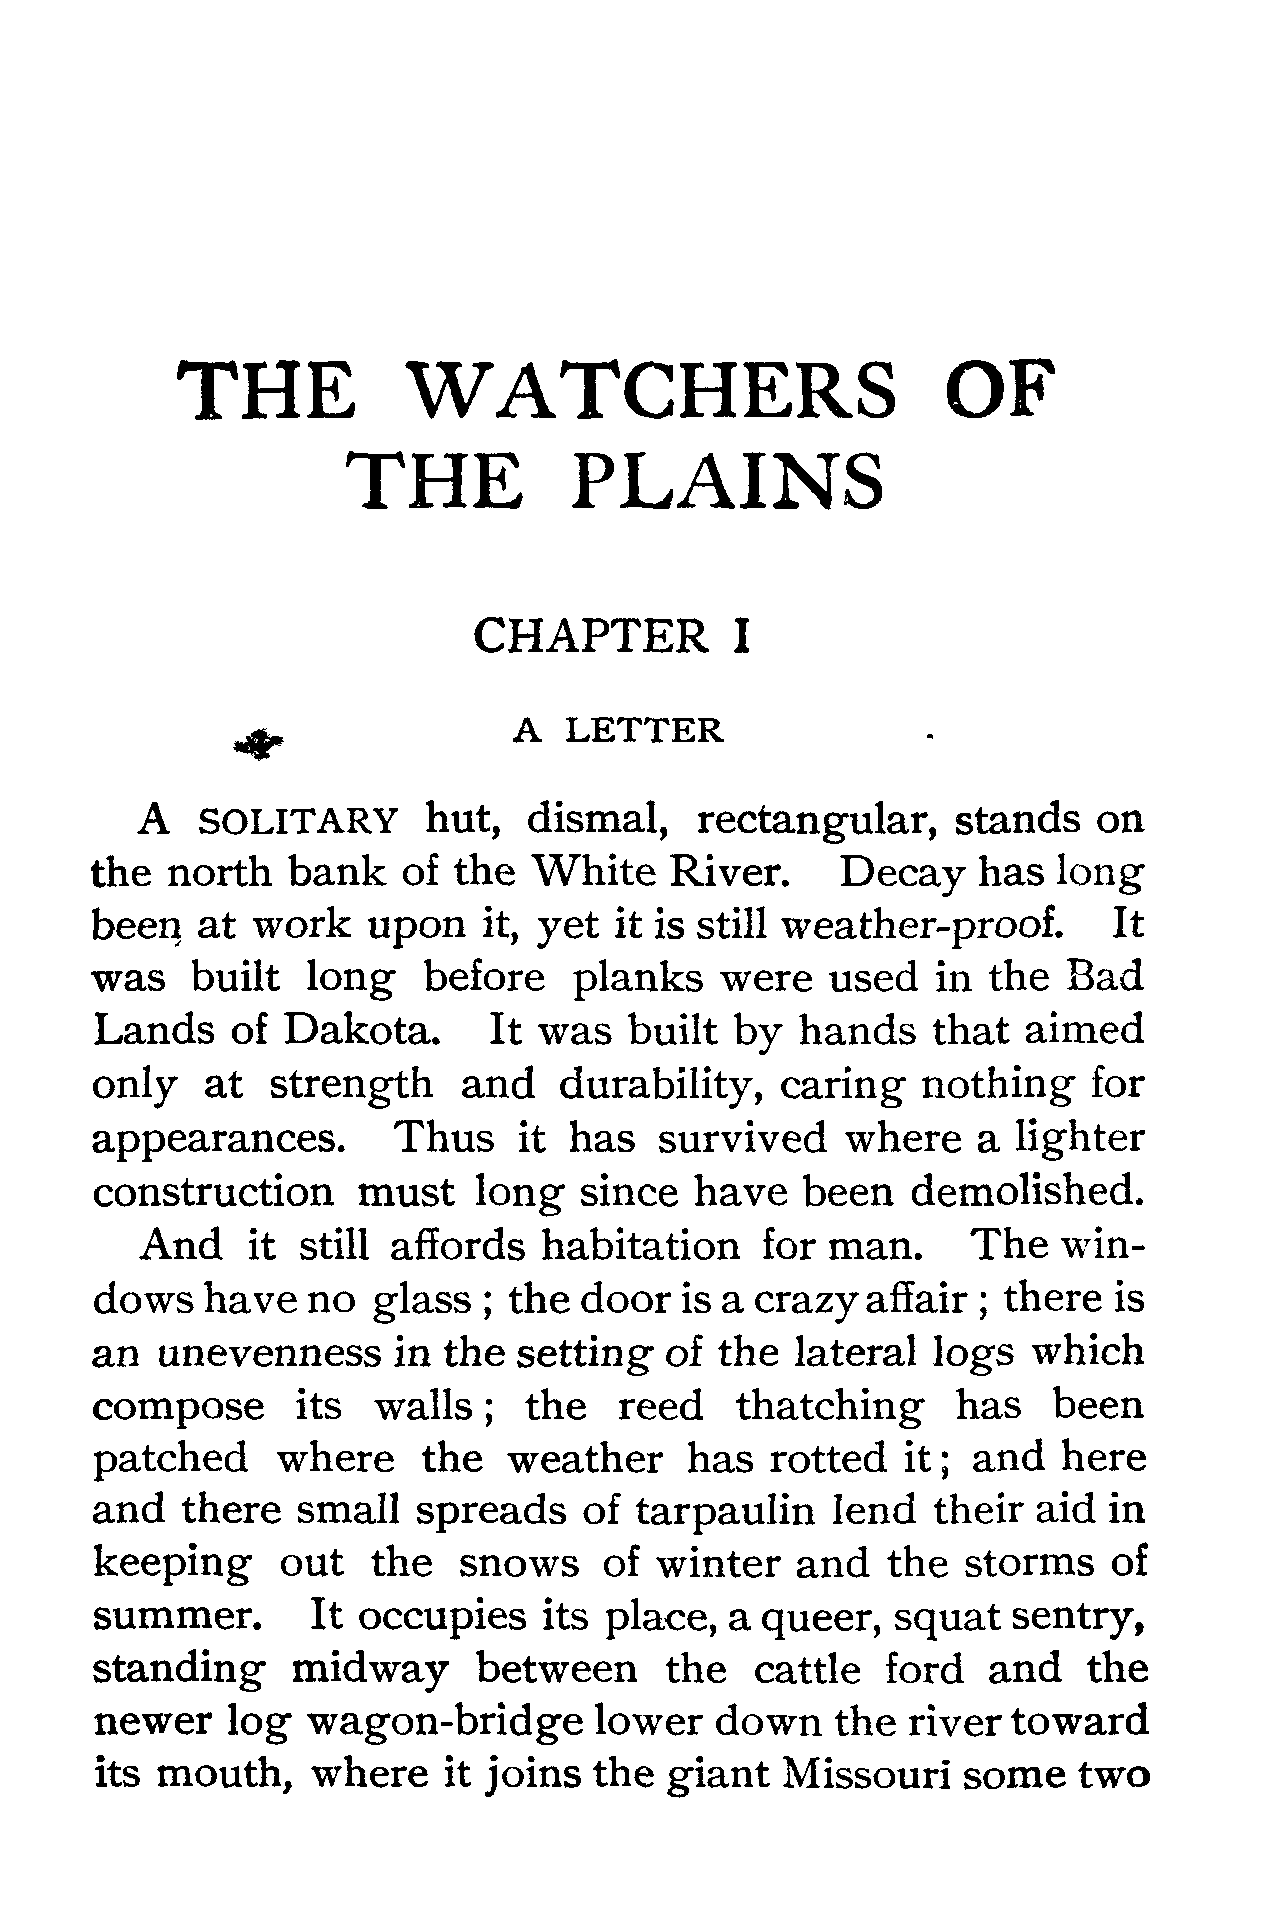 THE WATCHERS OF
THE PLAINS
CHAPTER I
A LETTER
A SOLITARY hut, dismal, rectangular, stands on
the north bank of the White River. Decay has long
been at work upon it, yet it is still weather-proof. It
was built long before planks were used in the Bad
Lands of Dakota. It was built by hands that aimed
only at strength and durability, caring nothing for
appearances. Thus it has survived where a lighter
construction must long since have been demolished.
And it still affords habitation for man. The win-
dows have no glass ; the door is a crazy affair ; there is
an unevenness in the setting of the lateral logs which
compose its walls ; the reed thatching has been
patched where the weather has rotted it ; and here
and there small spreads of tarpaulin lend their aid in
keeping out the snows of winter and the storms of
summer. It occupies its place, a queer, squat sentry,
standing midway between the cattle ford and the
newer log wagon-bridge lower down the river toward
its mouth, where it joins the giant Missouri some two